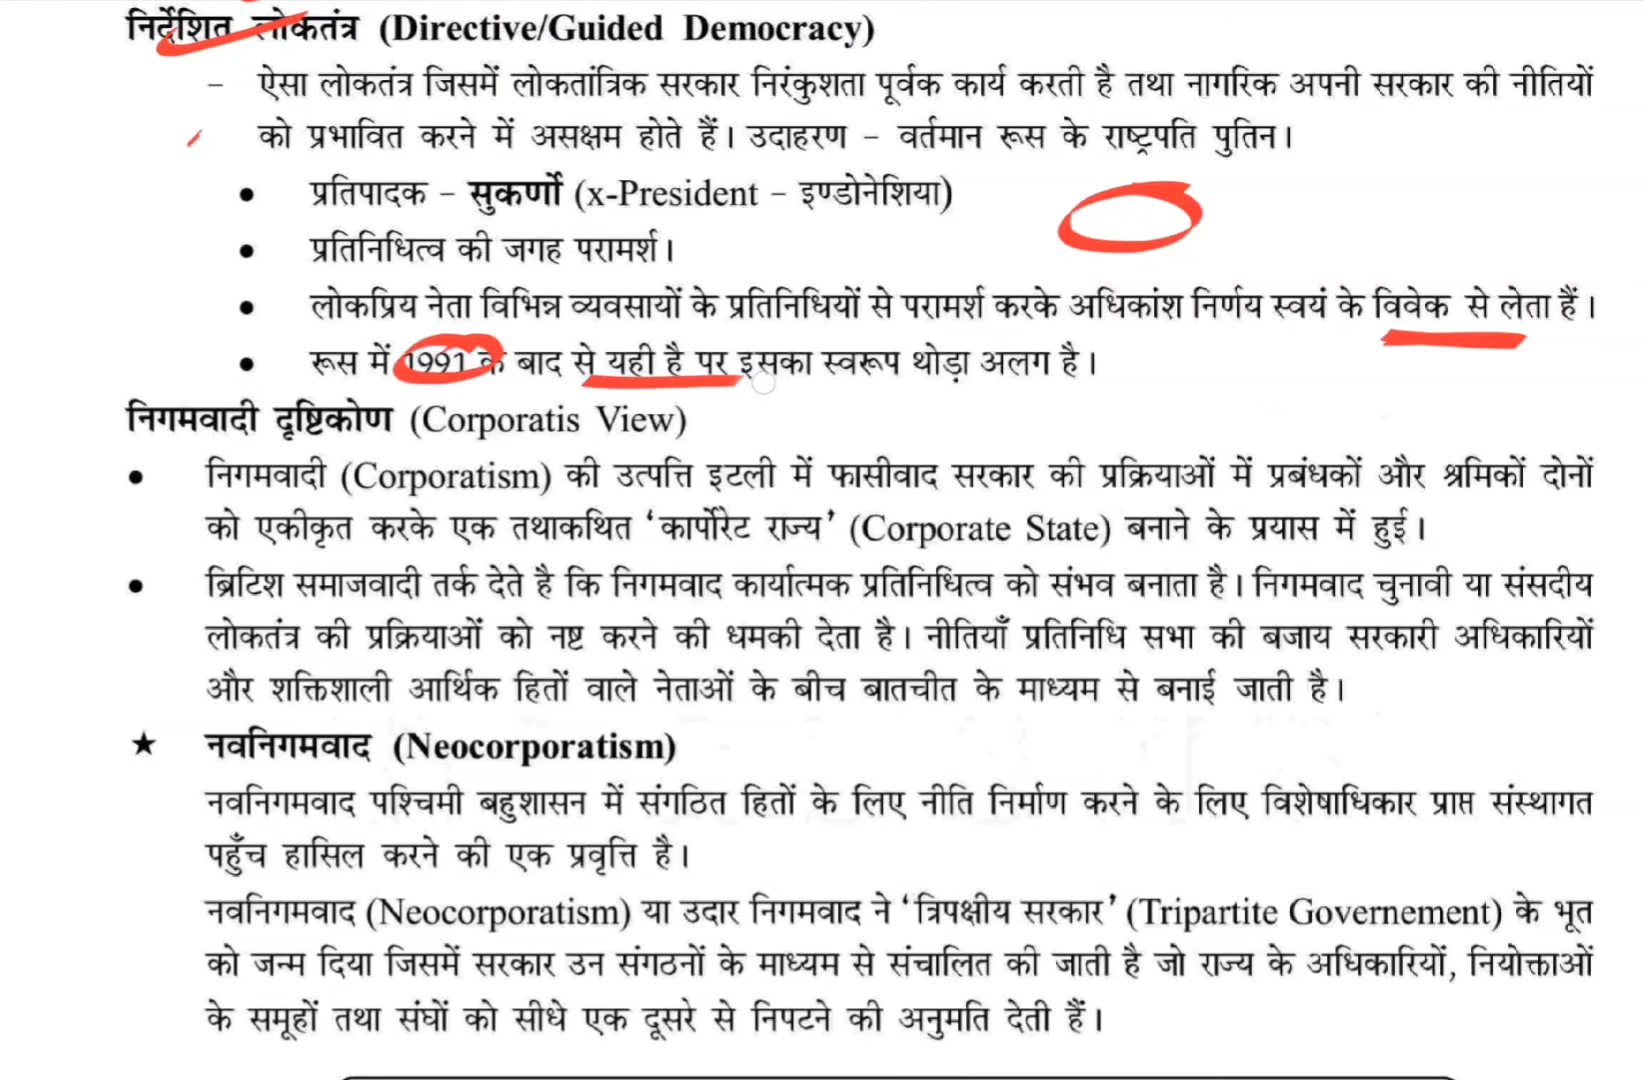 निर्देशित लोकतंत्र (Directive/Guided Democracy)
– ऐसा लोकतंत्र जिसमें लोकतांत्रिक सरकार निरंकुशता पूर्वक कार्य करती है तथा नागरिक अपनी सरकार की नीतियों
को प्रभावित करने में असक्षम होते हैं। उदाहरण – वर्तमान रूस के राष्ट्रपति पुतिन।
• प्रतिपादक – सुकर्णो (x-President – इण्डोनेशिया)
• प्रतिनिधित्व की जगह परामर्श।
• लोकप्रिय नेता विभिन्न व्यवसायों के प्रतिनिधियों से परामर्श करके अधिकांश निर्णय स्वयं के विवेक से लेता हैं।
• रूस में 1991 के बाद से यही है पर इसका स्वरूप थोड़ा अलग है।
निगमवादी दृष्टिकोण (Corporatis View)
• निगमवादी (Corporatism) की उत्पत्ति इटली में फासीवाद सरकार की प्रक्रियाओं में प्रबंधकों और श्रमिकों दोनों
को एकीकृत करके एक तथाकथित ‘कार्पोरेट राज्य’ (Corporate State) बनाने के प्रयास में हुई।
• ब्रिटिश समाजवादी तर्क देते है कि निगमवाद कार्यात्मक प्रतिनिधित्व को संभव बनाता है। निगमवाद चुनावी या संसदीय
लोकतंत्र की प्रक्रियाओं को नष्ट करने की धमकी देता है। नीतियाँ प्रतिनिधि सभा की बजाय सरकारी अधिकारियों
और शक्तिशाली आर्थिक हितों वाले नेताओं के बीच बातचीत के माध्यम से बनाई जाती है।
★ नवनिगमवाद (Neocorporatism)
नवनिगमवाद पश्चिमी बहुशासन में संगठित हितों के लिए नीति निर्माण करने के लिए विशेषाधिकार प्राप्त संस्थागत
पहुँच हासिल करने की एक प्रवृत्ति है।
नवनिगमवाद (Neocorporatism) या उदार निगमवाद ने ‘त्रिपक्षीय सरकार’ (Tripartite Governement) के भूत
को जन्म दिया जिसमें सरकार उन संगठनों के माध्यम से संचालित की जाती है जो राज्य के अधिकारियों, नियोक्ताओं
के समूहों तथा संघों को सीधे एक दूसरे से निपटने की अनुमति देती हैं।